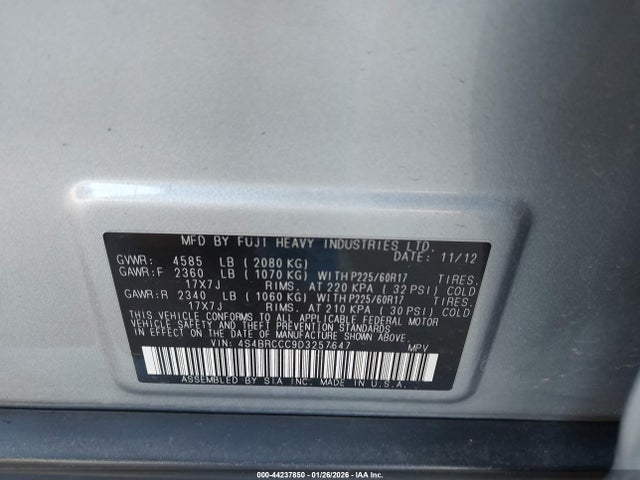 MFD BY FUJI HEAVY INDUSTRIES LTD.
DATE: 11/12
GVWR: 4585 LB (2080 KG)
GAWR:F 2360 LB (1070 KG) WITH P225/60R17 TIRES.
17X7J RIMS. AT 220 KPA (32 PSI) COLD
GAWR:R 2340 LB (1060 KG) WITH P225/60R17 TIRES.
17X7J RIMS. AT 210 KPA (30 PSI) COLD
THIS VEHICLE CONFORMS TO ALL APPLICABLE FEDERAL MOTOR
VEHICLE SAFETY AND THEFT PREVENTION STANDARDS IN EFFECT
ON THE DATE OF MANUFACTURE SHOWN ABOVE.
VIN: 4S4BRCCC9D3257647 MPV
ASSEMBLED BY SIA INC. MADE IN U.S.A.
000-44237850 - 01/26/2026 - IAAI.COM